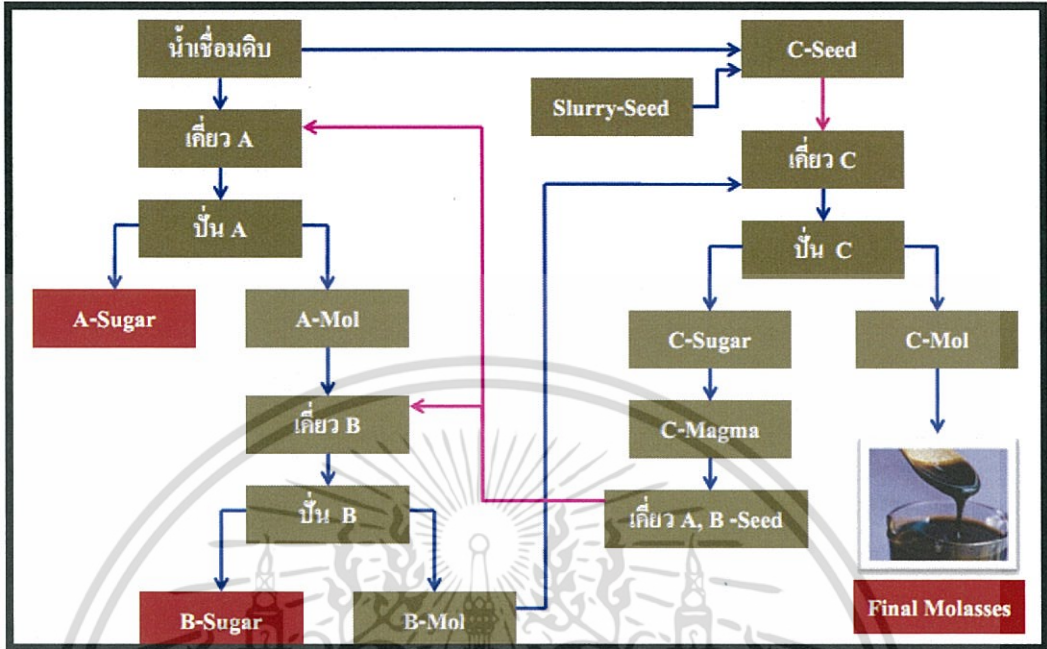 น้ำเชื่อมดิบ
C-Seed
Slurry-Seed
เคี่ยว A
เคี่ยว C
ปั่น A
ปั่น C
A-Sugar
A-Mol
C-Sugar
C-Mol
เคี่ยว B
C-Magma
ปั่น B
เคี่ยว A, B -Seed
B-Sugar
B-Mol
Final Molasses